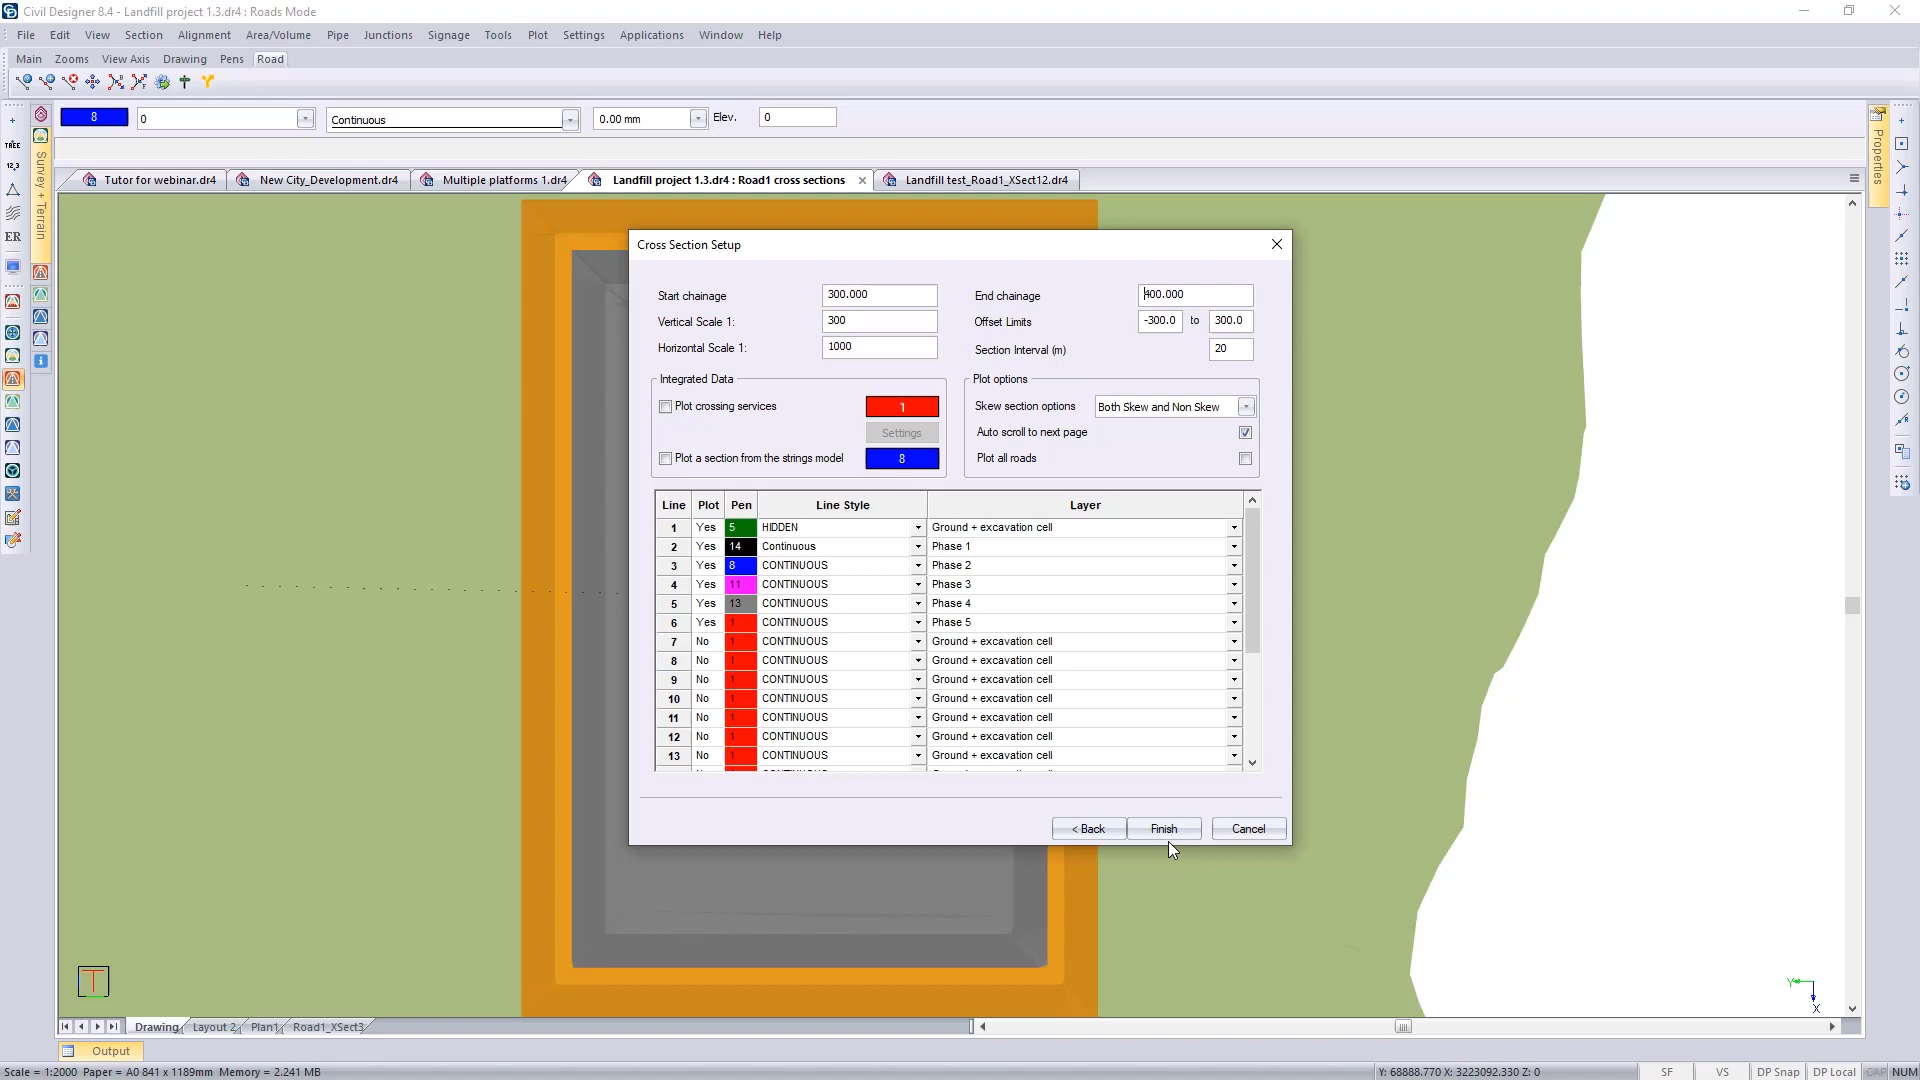 Civil Designer 8.4 - Landfill project 1.3.dr4 : Roads Mode
File Edit View Section Alignment Area/Volume Pipe Junctions Signage Tools Plot Settings Applications Window Help
Main Zooms View Axis Drawing Pens Road
8 0 Continuous 0.00 mm Elev. 0
Tutor for webinar.dr4 New City_Development.dr4 Multiple platforms 1.dr4 Landfill project 1.3.dr4 : Road1 cross sections Landfill test_Road1_XSect12.dr4
TREE
12.3
ER
Survey + Terrain
Properties
Cross Section Setup
Start chainage 300.000 End chainage 400.000
Vertical Scale 1: 300 Offset Limits -300.0 to 300.0
Horizontal Scale 1: 1000 Section Interval (m) 20
Integrated Data Plot options
Plot crossing services 1 Skew section options Both Skew and Non Skew
Settings Auto scroll to next page
Plot a section from the strings model 8 Plot all roads
Line Plot Pen Line Style Layer
1 Yes 5 HIDDEN Ground + excavation cell
2 Yes 14 Continuous Phase 1
3 Yes 8 CONTINUOUS Phase 2
4 Yes 11 CONTINUOUS Phase 3
5 Yes 13 CONTINUOUS Phase 4
6 Yes 1 CONTINUOUS Phase 5
7 No 1 CONTINUOUS Ground + excavation cell
8 No 1 CONTINUOUS Ground + excavation cell
9 No 1 CONTINUOUS Ground + excavation cell
10 No 1 CONTINUOUS Ground + excavation cell
11 No 1 CONTINUOUS Ground + excavation cell
12 No 1 CONTINUOUS Ground + excavation cell
13 No 1 CONTINUOUS Ground + excavation cell
< Back Finish Cancel
T
Y
X
Drawing Layout 2 Plan1 Road1_XSect3
Output
Scale = 1:2000 Paper = A0 841 x 1189mm Memory = 2.241 MB Y: 68888.770 X: 3223092.330 Z: 0 SF VS DP Snap DP Local CAP NUM